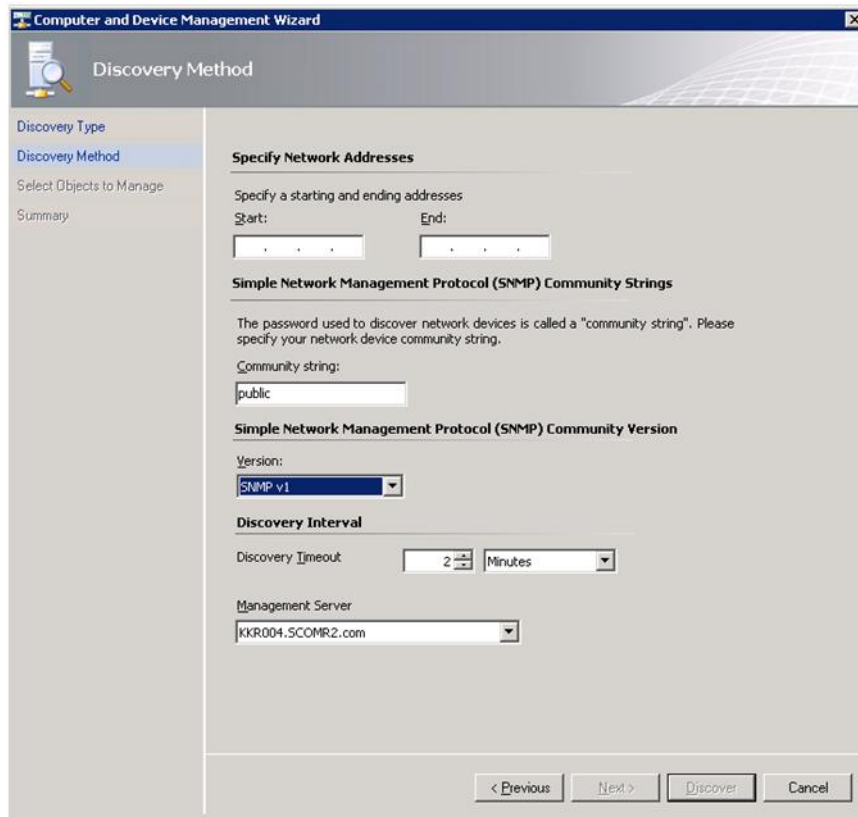 Computer and Device Management Wizard
Discovery Method
Discovery Type
Discovery Method
Select Objects to Manage
Summary
Specify Network Addresses
Specify a starting and ending addresses
Start: End:
. . . . . .
Simple Network Management Protocol (SNMP) Community Strings
The password used to discover network devices is called a "community string". Please
specify your network device community string.
Community string:
public
Simple Network Management Protocol (SNMP) Community Version
Version:
SNMP v1
Discovery Interval
Discovery Timeout 2 Minutes
Management Server
KKR004.SCOMR2.com
< Previous Next > Discover Cancel